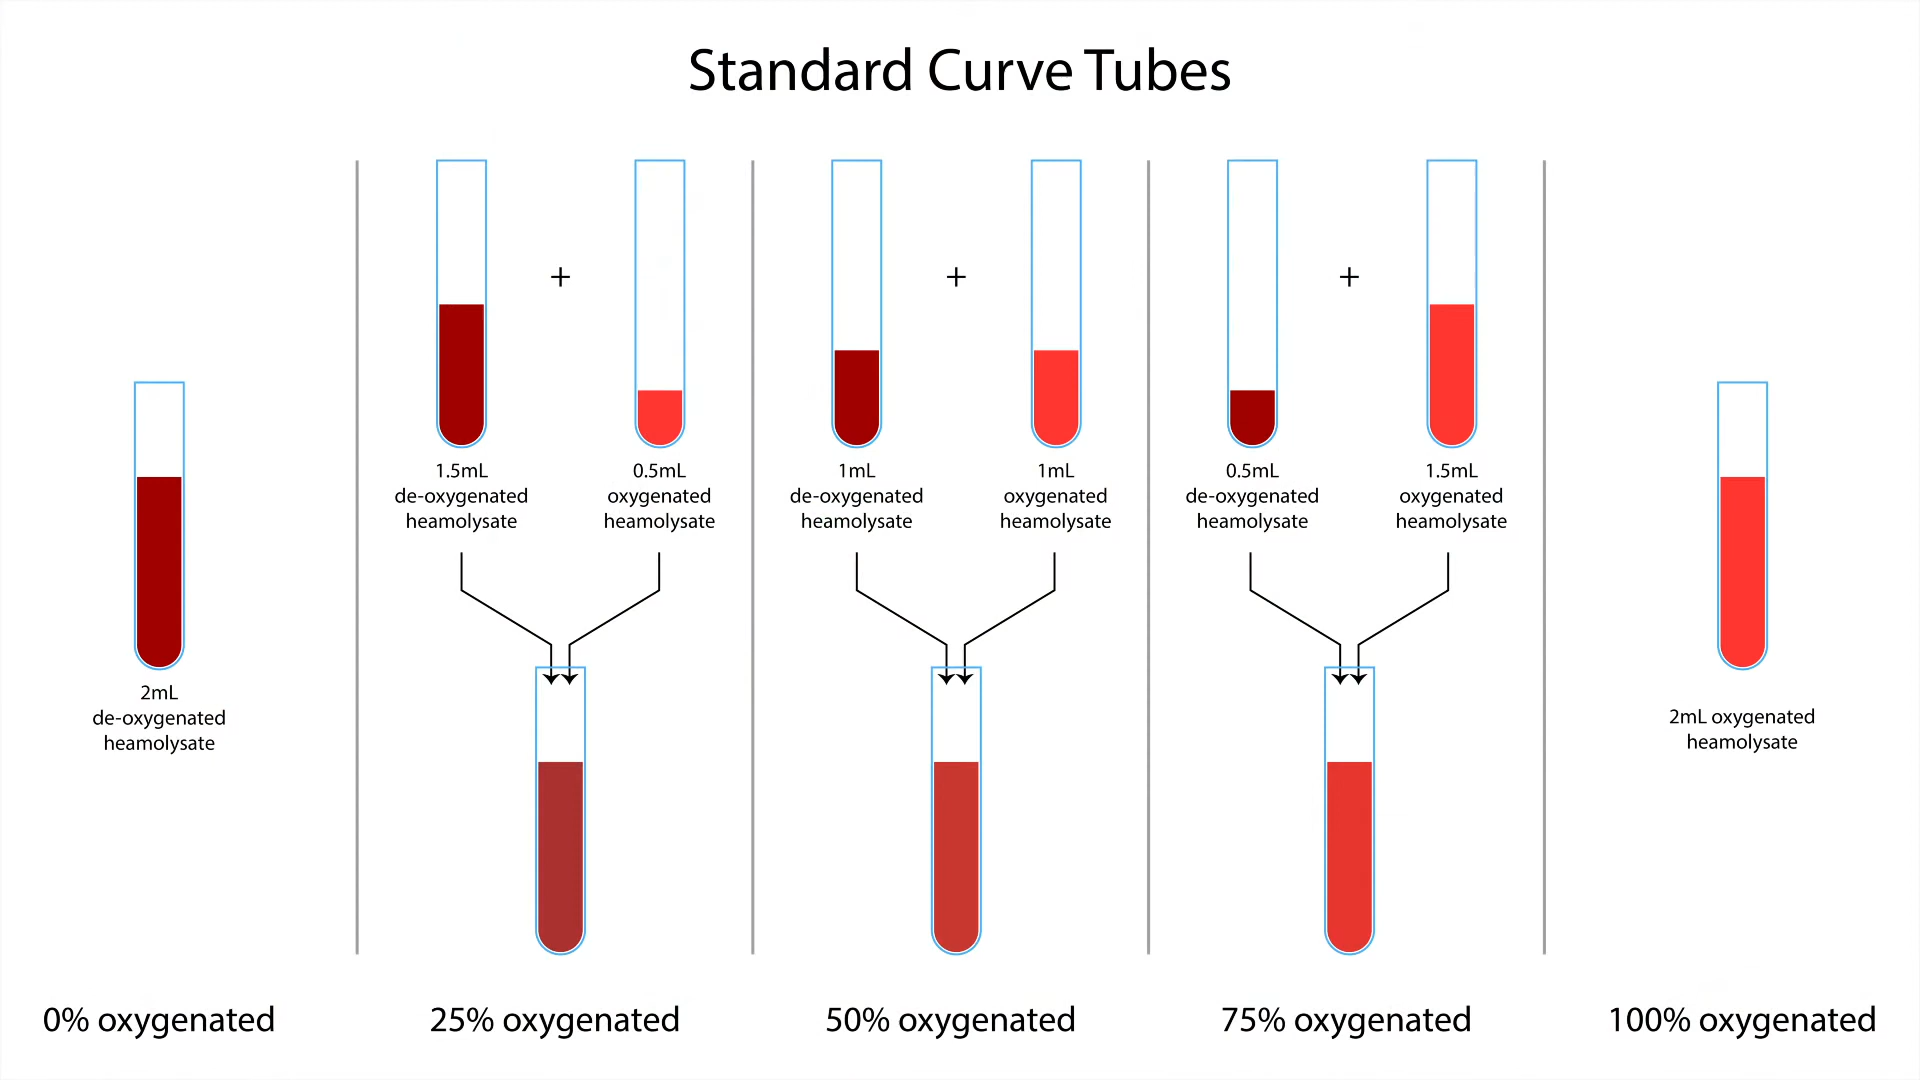 Standard Curve Tubes
2mL
de-oxygenated
heamolysate
0% oxygenated
+
1.5mL
de-oxygenated
heamolysate
0.5mL
oxygenated
heamolysate
25% oxygenated
+
1mL
de-oxygenated
heamolysate
1mL
oxygenated
heamolysate
50% oxygenated
+
0.5mL
de-oxygenated
heamolysate
1.5mL
oxygenated
heamolysate
75% oxygenated
2mL oxygenated
heamolysate
100% oxygenated